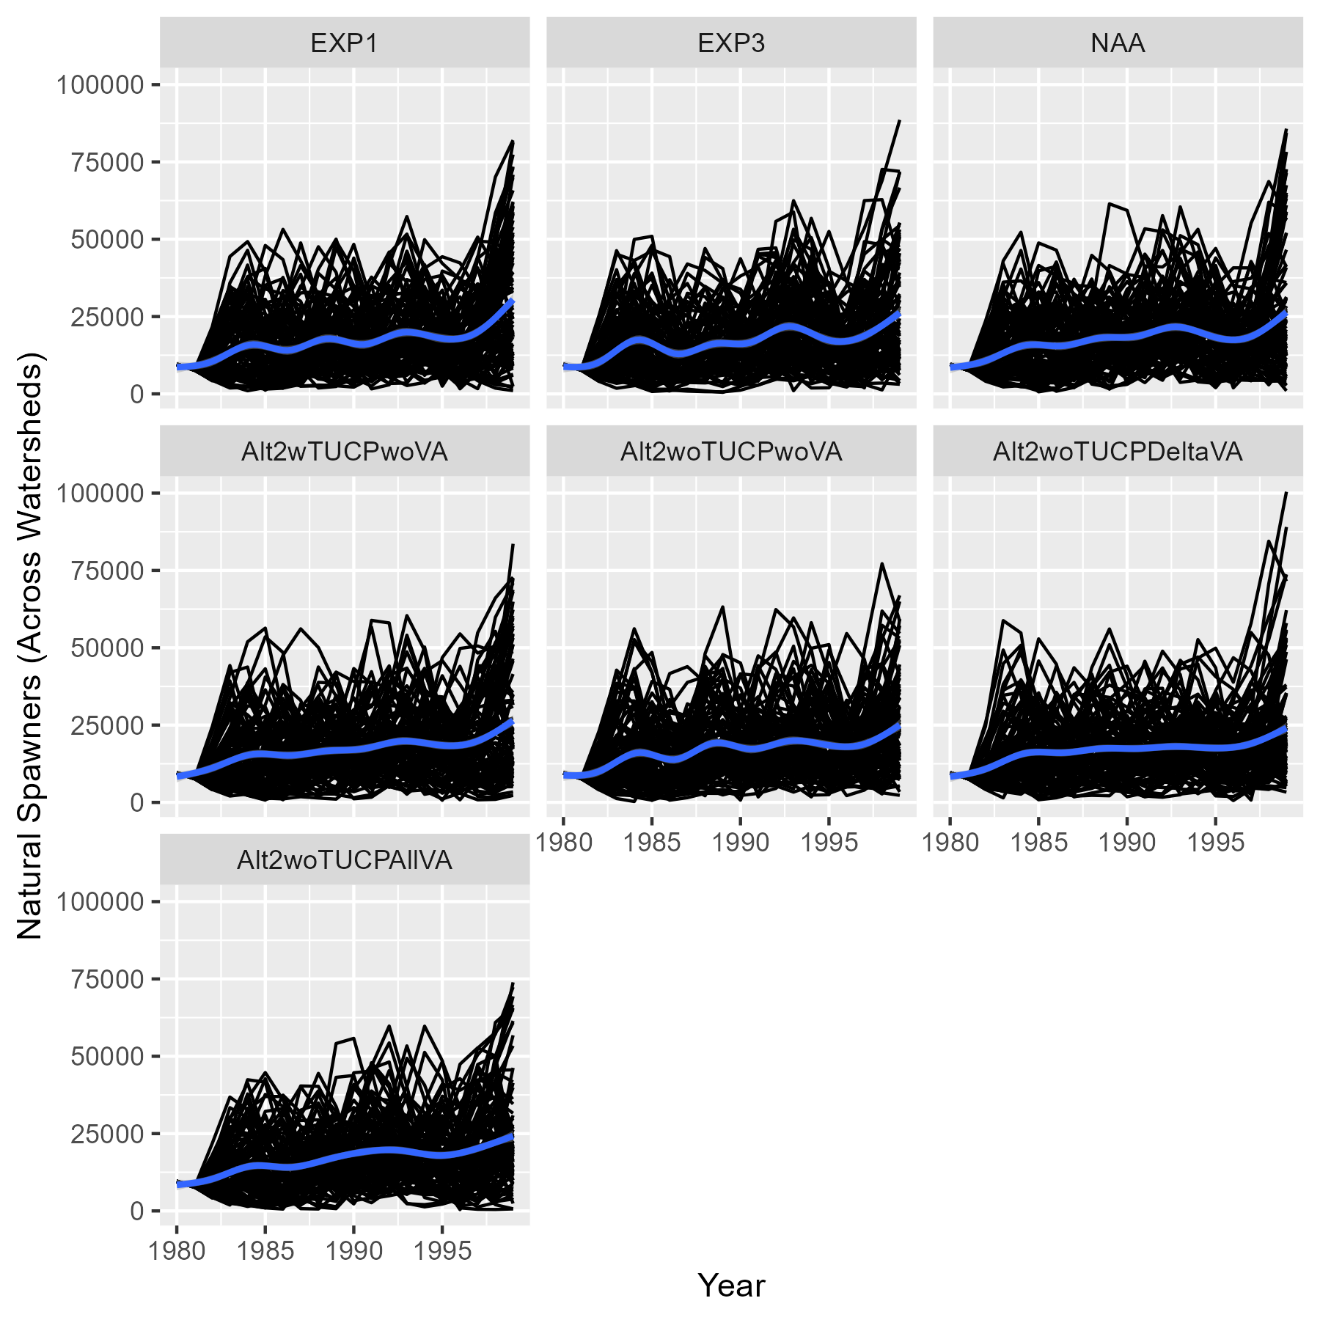 EXP1 EXP3 NAA
100000
75000
50000
25000
0
Alt2wTUCPwoVA Alt2woTUCPwoVA Alt2woTUCPDeltaVA
100000
75000
50000
25000
0
1980 1985 1990 1995 1980 1985 1990 1995
Alt2woTUCPAllVA
100000
75000
50000
25000
0
1980 1985 1990 1995
Year
Natural Spawners (Across Watersheds)